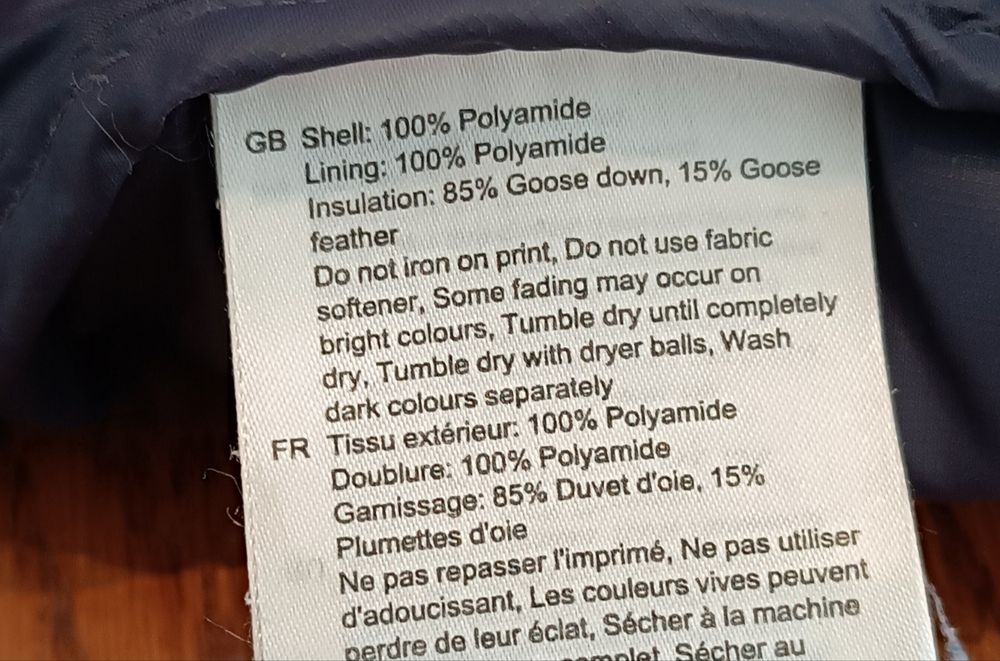 GB Shell: 100% Polyamide
Lining: 100% Polyamide
Insulation: 85% Goose down, 15% Goose
feather
Do not iron on print, Do not use fabric
softener, Some fading may occur on
bright colours, Tumble dry until completely
dry, Tumble dry with dryer balls, Wash
dark colours separately
FR Tissu extérieur: 100% Polyamide
Doublure: 100% Polyamide
Garnissage: 85% Duvet d'oie, 15%
Plumettes d'oie
Ne pas repasser l'imprimé, Ne pas utiliser
d'adoucissant, Les couleurs vives peuvent
perdre de leur éclat, Sécher à la machine
Sécher au